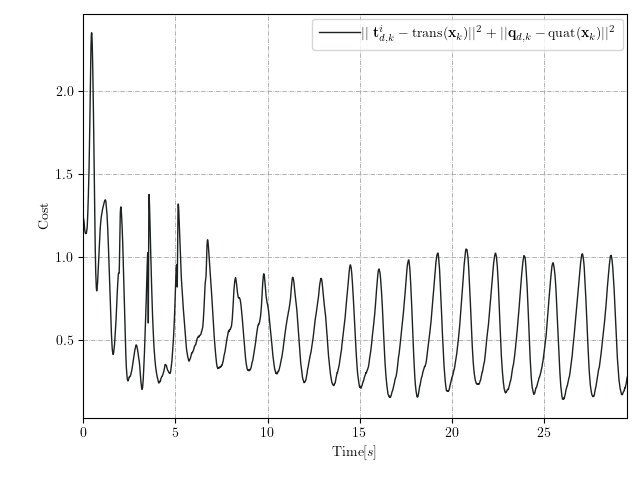 || t^i_{d,k} − trans(x_k)||^2 + ||q_{d,k} − quat(x_k)||^2
2.0
1.5
1.0
0.5
Cost
0 5 10 15 20 25
Time[s]